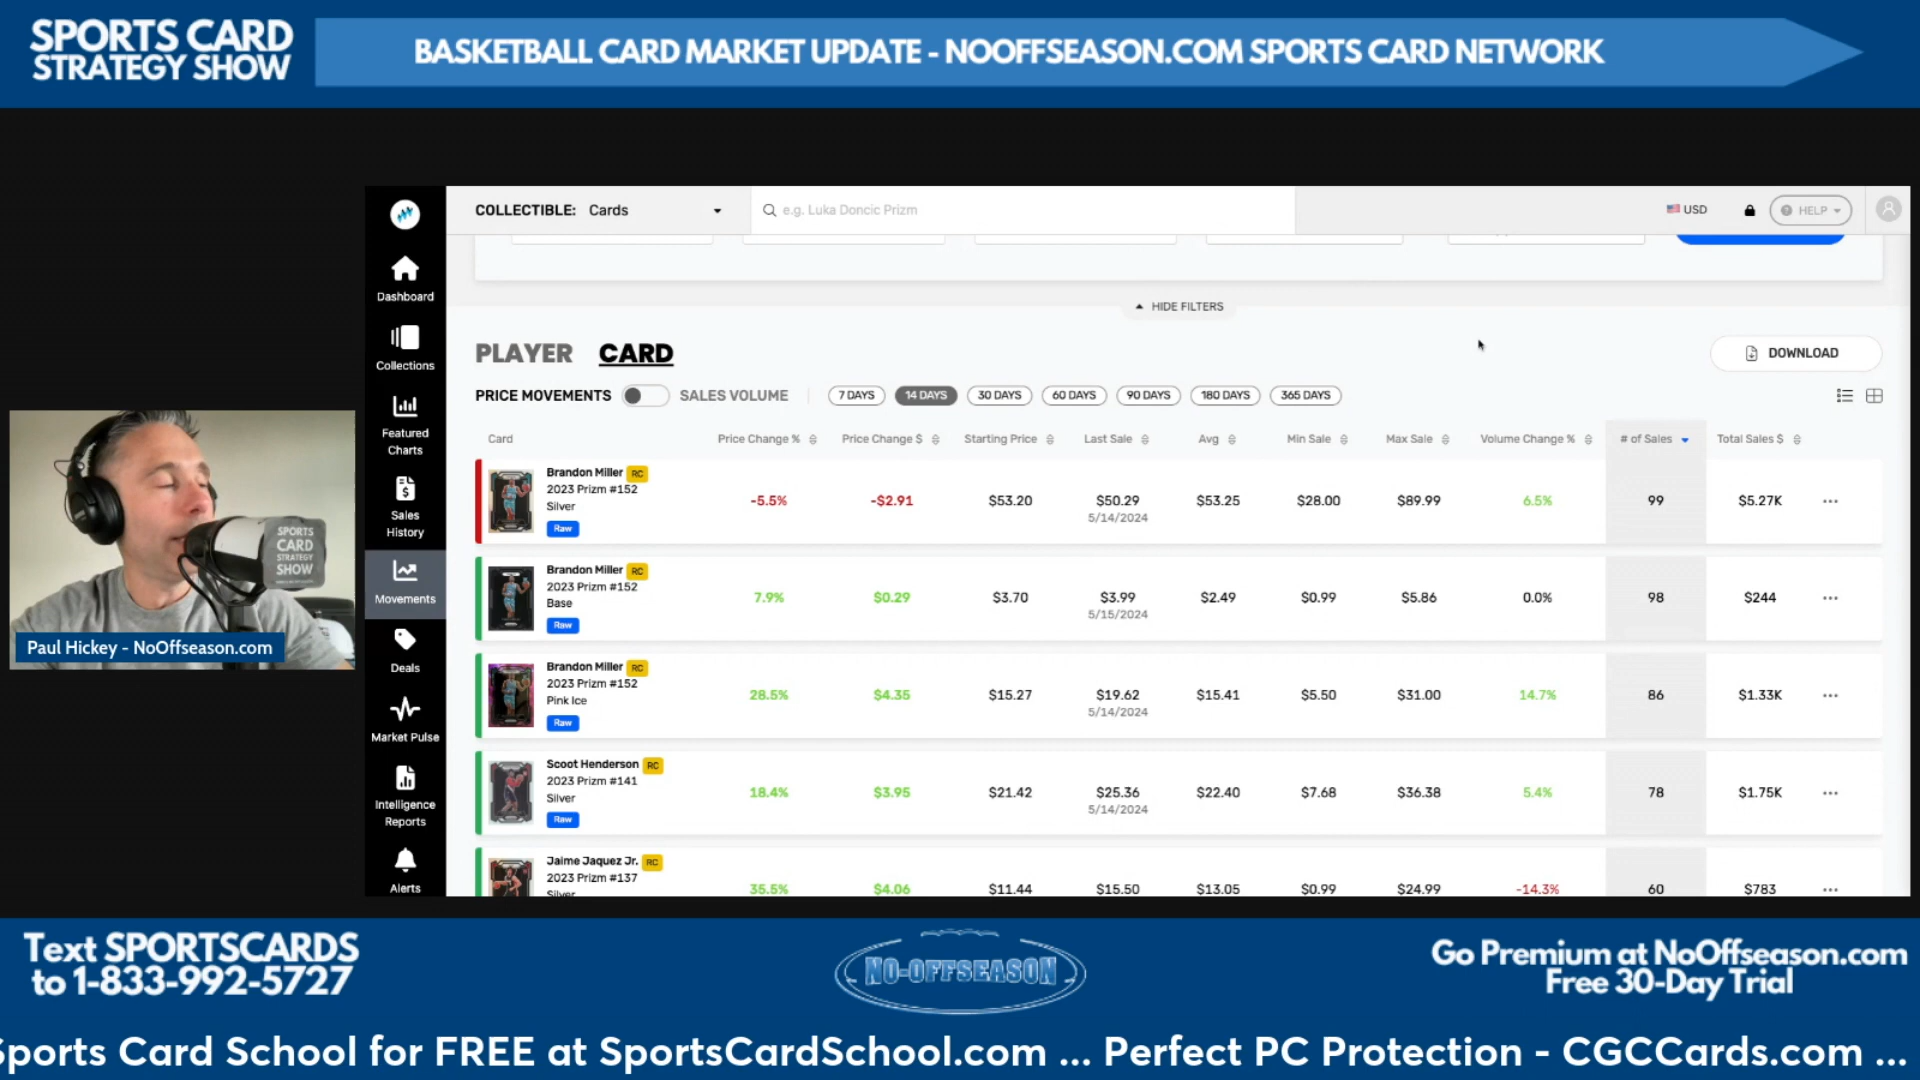 SPORTS CARD
STRATEGY SHOW
BASKETBALL CARD MARKET UPDATE - NOOFFSEASON.COM SPORTS CARD NETWORK
COLLECTIBLE: Cards
e.g. Luka Doncic Prizm
USD
HELP
Dashboard
Collections
Featured
Charts
Sales
History
Movements
Deals
Market Pulse
Intelligence
Reports
Alerts
HIDE FILTERS
PLAYER CARD
DOWNLOAD
PRICE MOVEMENTS SALES VOLUME 7 DAYS 14 DAYS 30 DAYS 60 DAYS 90 DAYS 180 DAYS 365 DAYS
Card Price Change % Price Change $ Starting Price Last Sale Avg Min Sale Max Sale Volume Change % # of Sales Total Sales $
Brandon Miller RC
2023 Prizm #152
Silver
Raw
-5.5% -$2.91 $53.20 $50.29 $53.25 $28.00 $89.99 6.5% 99 $5.27K
5/14/2024
Brandon Miller RC
2023 Prizm #152
Base
Raw
7.9% $0.29 $3.70 $3.99 $2.49 $0.99 $5.86 0.0% 98 $244
5/15/2024
Brandon Miller RC
2023 Prizm #152
Pink Ice
Raw
28.5% $4.35 $15.27 $19.62 $15.41 $5.50 $31.00 14.7% 86 $1.33K
5/14/2024
Scoot Henderson RC
2023 Prizm #141
Silver
Raw
18.4% $3.95 $21.42 $25.36 $22.40 $7.68 $36.38 5.4% 78 $1.75K
5/14/2024
Jaime Jaquez Jr. RC
2023 Prizm #137
Silver
35.5% $4.06 $11.44 $15.50 $13.05 $0.99 $24.99 -14.3% 60 $783
SPORTS
CARD
STRATEGY
SHOW
Paul Hickey - NoOffseason.com
Text SPORTSCARDS
to 1-833-992-5727
NO-OFFSEASON
Go Premium at NoOffseason.com
Free 30-Day Trial
Sports Card School for FREE at SportsCardSchool.com ... Perfect PC Protection - CGCCards.com ...